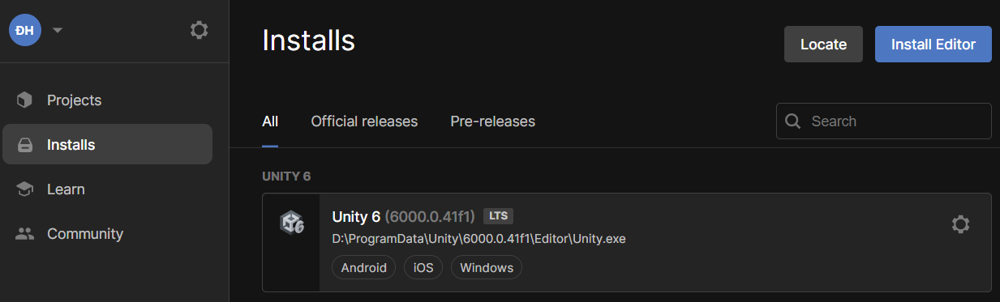 ĐH
Installs
Locate
Install Editor
Projects
Installs
Learn
Community
All
Official releases
Pre-releases
Search
UNITY 6
6
Unity 6 (6000.0.41f1) LTS
D:\ProgramData\Unity\6000.0.41f1\Editor\Unity.exe
Android
iOS
Windows